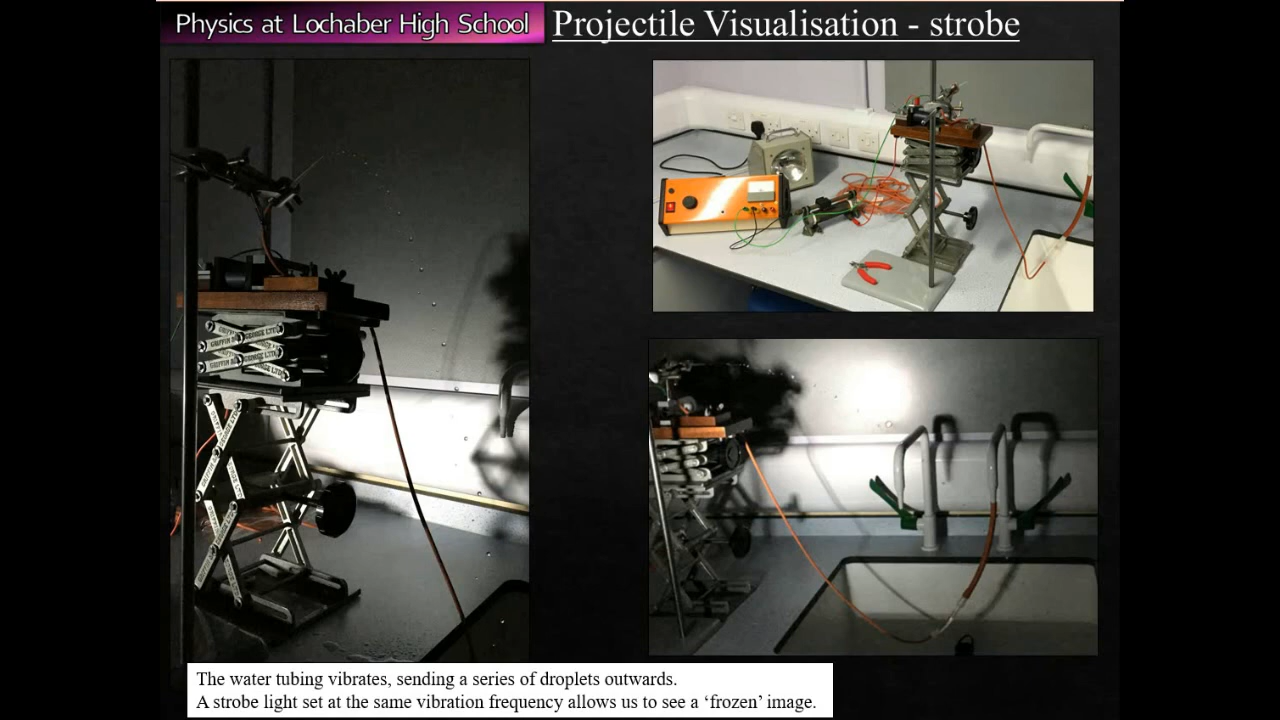 Physics at Lochaber High School
Projectile Visualisation - strobe
The water tubing vibrates, sending a series of droplets outwards.
A strobe light set at the same vibration frequency allows us to see a ‘frozen’ image.